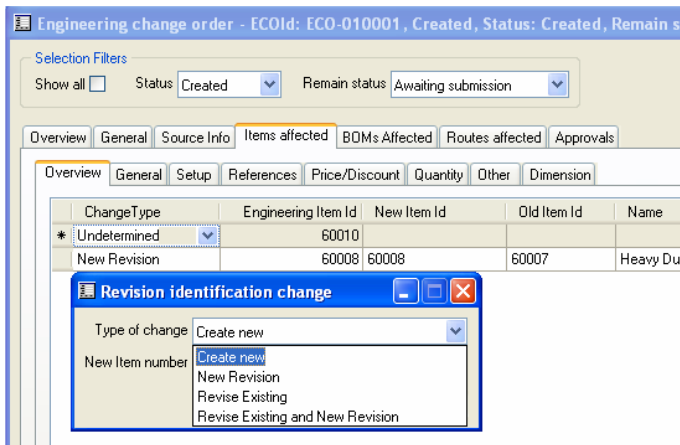 Engineering change order - ECOId: ECO-010001, Created, Status: Created, Remain s
Selection Filters
Show all Status Created Remain status Awaiting submission
Overview General Source Info Items affected BOMs Affected Routes affected Approvals
Overview General Setup References Price/Discount Quantity Other Dimension
ChangeType Engineering Item Id New Item Id Old Item Id Name
* Undetermined 60010
New Revision 60008 60008 60007 Heavy Du
Revision identification change
Type of change Create new
New Item number Create new
New Revision
Revise Existing
Revise Existing and New Revision